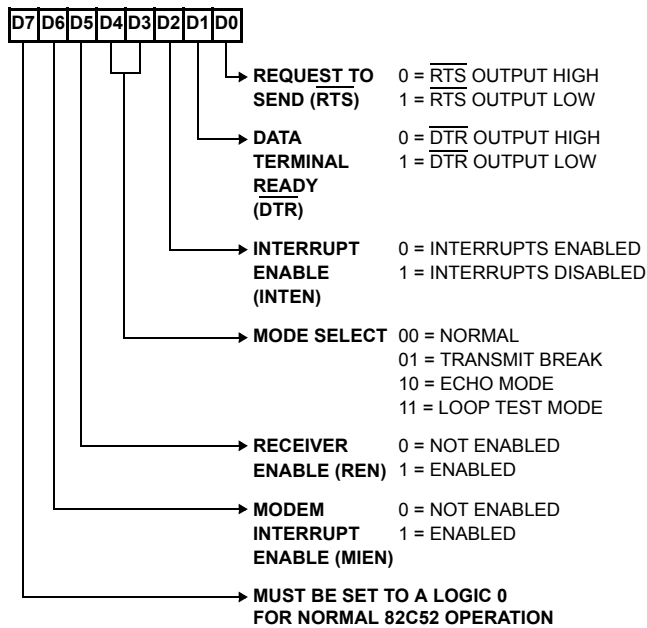 D7 D6 D5 D4 D3 D2 D1 D0
REQUEST TO 0 = RTS OUTPUT HIGH
SEND (RTS) 1 = RTS OUTPUT LOW
DATA 0 = DTR OUTPUT HIGH
TERMINAL 1 = DTR OUTPUT LOW
READY
(DTR)
INTERRUPT 0 = INTERRUPTS ENABLED
ENABLE 1 = INTERRUPTS DISABLED
(INTEN)
MODE SELECT 00 = NORMAL
01 = TRANSMIT BREAK
10 = ECHO MODE
11 = LOOP TEST MODE
RECEIVER 0 = NOT ENABLED
ENABLE (REN) 1 = ENABLED
MODEM 0 = NOT ENABLED
INTERRUPT 1 = ENABLED
ENABLE (MIEN)
MUST BE SET TO A LOGIC 0
FOR NORMAL 82C52 OPERATION